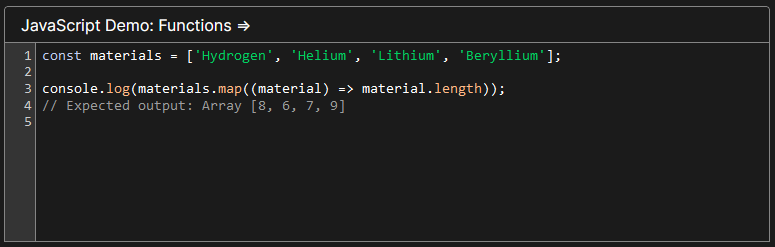 JavaScript Demo: Functions =>
1 const materials = ['Hydrogen', 'Helium', 'Lithium', 'Beryllium'];
2
3 console.log(materials.map((material) => material.length));
4 // Expected output: Array [8, 6, 7, 9]
5